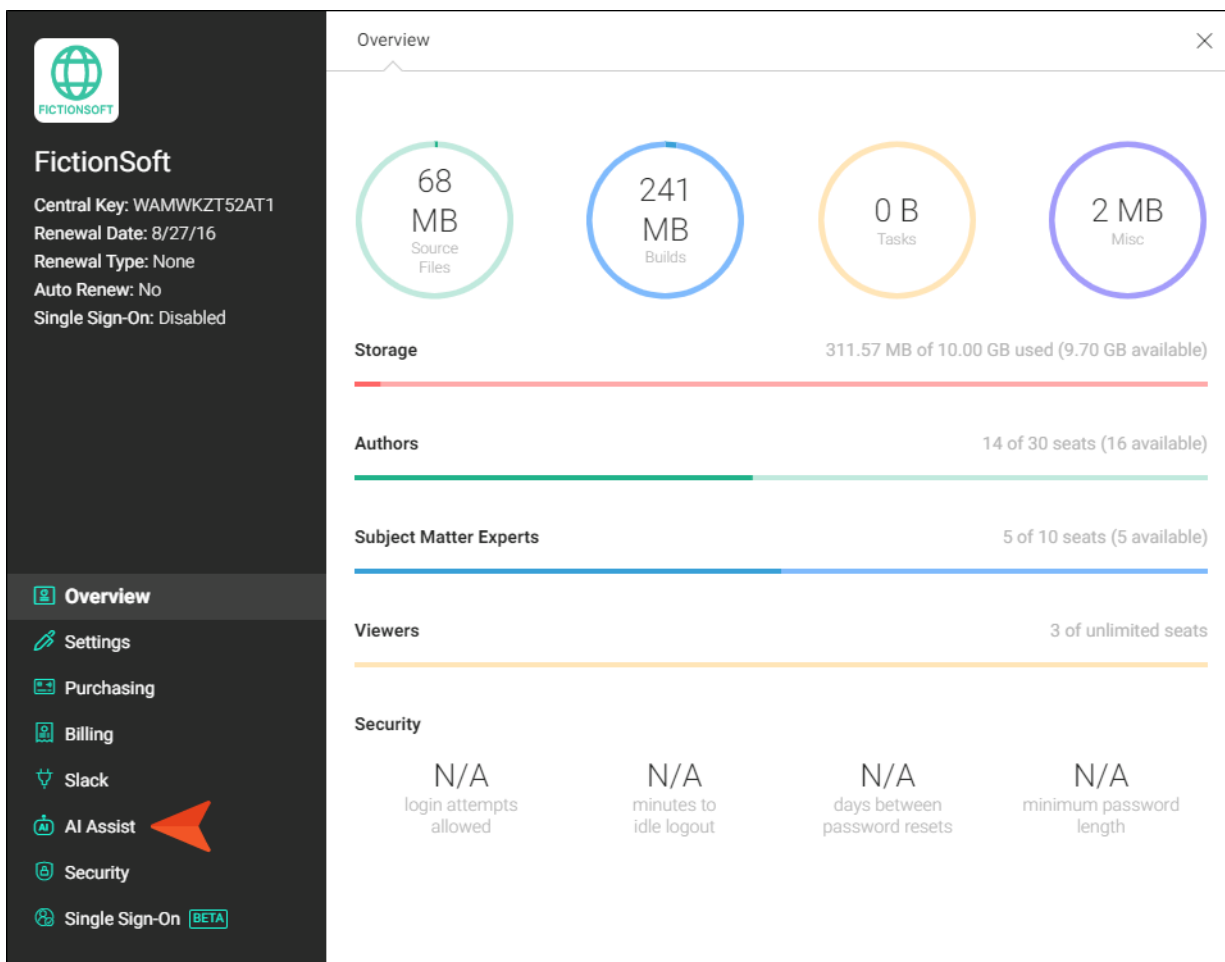 FICTIONSOFT
FictionSoft
Central Key: WAMWKZT52AT1
Renewal Date: 8/27/16
Renewal Type: None
Auto Renew: No
Single Sign-On: Disabled
Overview
Settings
Purchasing
Billing
Slack
AI
AI Assist
Security
Single Sign-On BETA
Overview
68
MB
Source
Files
241
MB
Builds
0 B
Tasks
2 MB
Misc
Storage 311.57 MB of 10.00 GB used (9.70 GB available)
Authors 14 of 30 seats (16 available)
Subject Matter Experts 5 of 10 seats (5 available)
Viewers 3 of unlimited seats
Security
N/A
login attempts
allowed
N/A
minutes to
idle logout
N/A
days between
password resets
N/A
minimum password
length